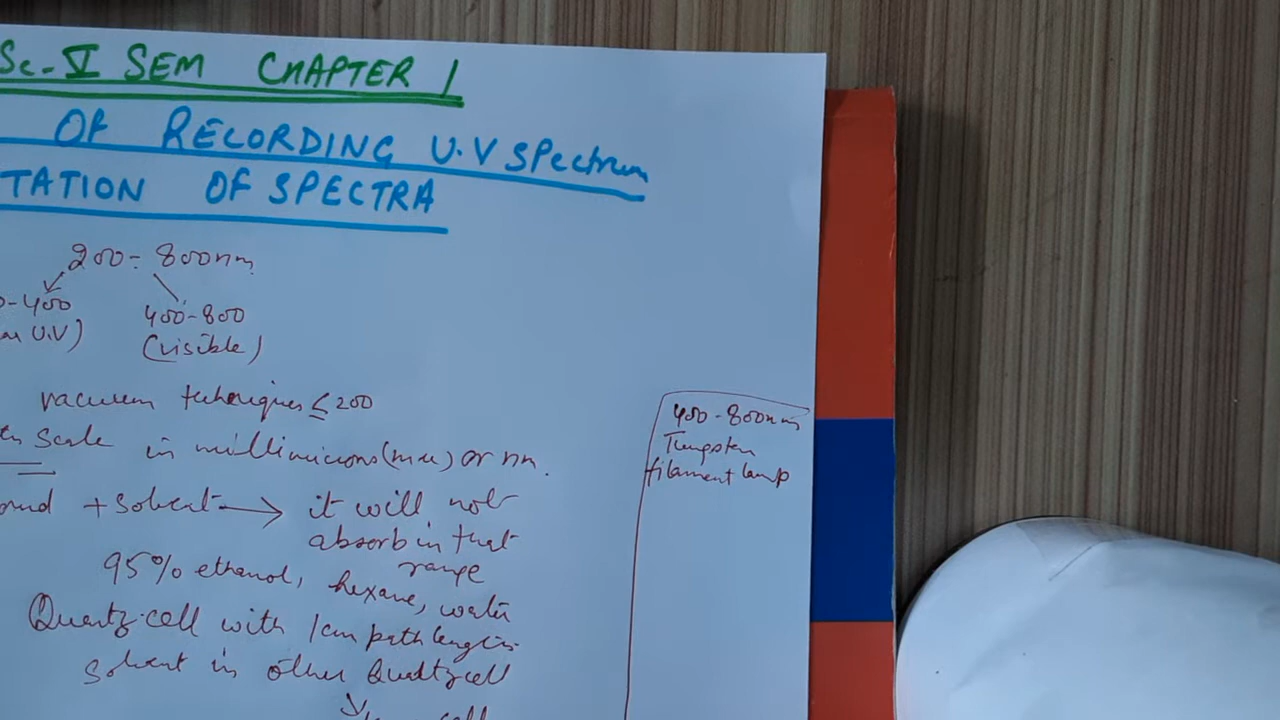 Sc-V SEM CHAPTER 1
OF RECORDING U.V SPectrum
TATION OF SPECTRA
200-800nm
0-400
400-800
U.V)
(visible)
vacuum techniques ≤ 200
scale in millimicrons(mu) or nm.
ound + solvent → it will not
absorb in that
range
95% ethanol, hexane, water
Quartz cell with 1cm path length.
solvent in other Quartz cell
cell
400-800nm
Tungsten
filament lamp